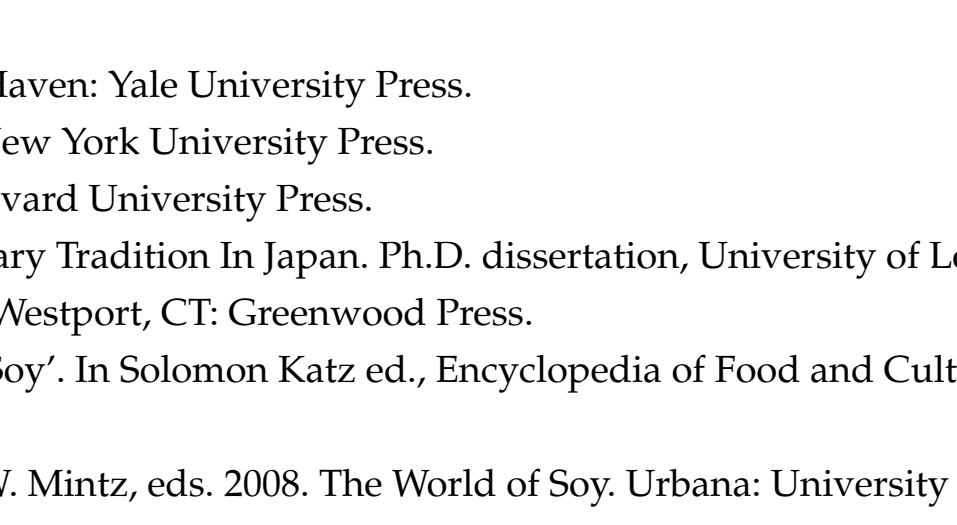 Haven: Yale University Press.
New York University Press.
vard University Press.
ary Tradition In Japan. Ph.D. dissertation, University of
Westport, CT: Greenwood Press.
Soy’. In Solomon Katz ed., Encyclopedia of Food and Cult
W. Mintz, eds. 2008. The World of Soy. Urbana: University